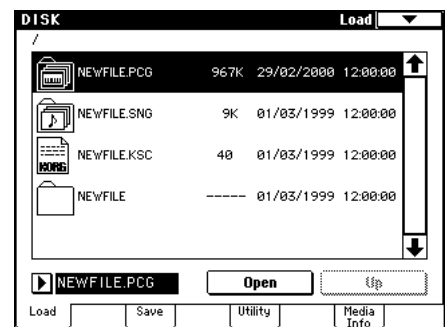 DISK Load
/
NEWFILE.PCG 967K 29/02/2000 12:00:00
NEWFILE.SNG 9K 01/03/1999 12:00:00
KORG NEWFILE.KSC 40 01/03/1999 12:00:00
NEWFILE ----- 01/03/1999 12:00:00
NEWFILE.PCG Open Up
Load Save Utility Media Info